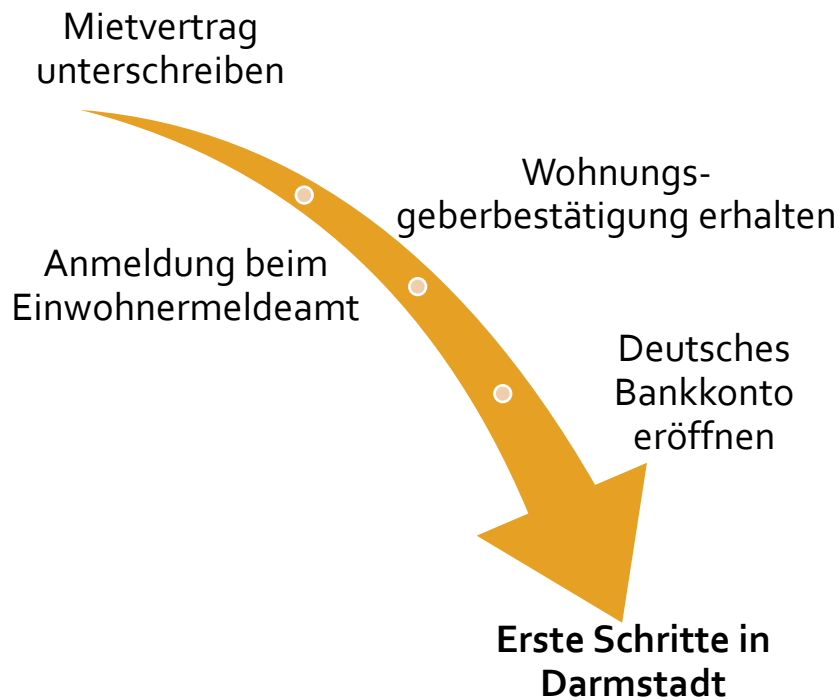 Mietvertrag
unterschreiben
Wohnungs-
geberbestätigung erhalten
Anmeldung beim
Einwohnermeldeamt
Deutsches
Bankkonto
eröffnen
Erste Schritte in
Darmstadt